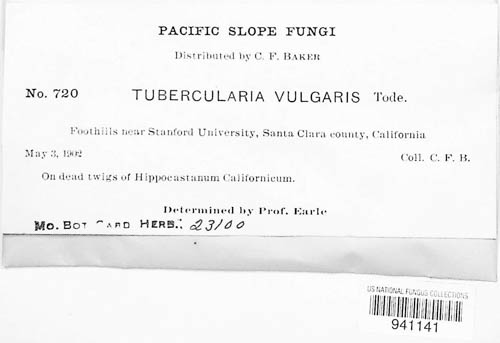 PACIFIC SLOPE FUNGI
Distributed by C. F. BAKER
No. 720 TUBERCULARIA VULGARIS Tode.
Foothills near Stanford University, Santa Clara county, California
May 3, 1902 Coll. C. F. B.
On dead twigs of Hippocastanum Californicum.
Determined by Prof. Earle
MO. BOT GARD HERB. 23100
US NATIONAL FUNGUS COLLECTIONS
941141